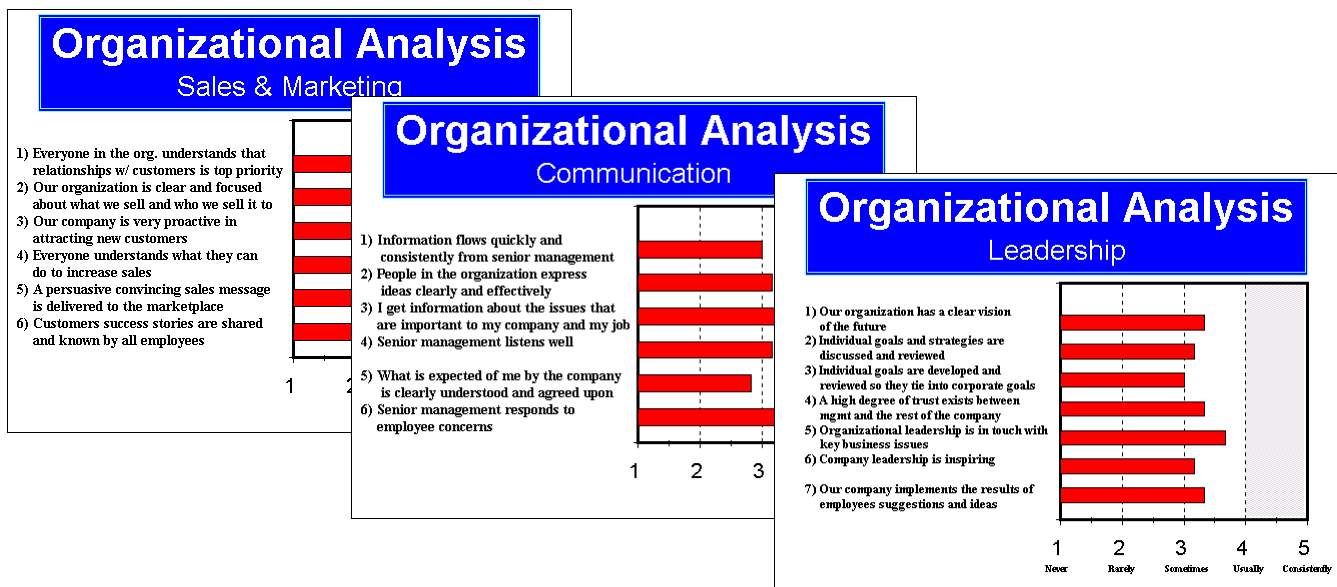 Organizational Analysis
Sales & Marketing
1) Everyone in the org. understands that
relationships w/ customers is top priority
2) Our organization is clear and focused
about what we sell and who we sell it to
3) Our company is very proactive in
attracting new customers
4) Everyone understands what they can
do to increase sales
5) A persuasive convincing sales message
is delivered to the marketplace
6) Customers success stories are shared
and known by all employees
1 2
Organizational Analysis
Communication
1) Information flows quickly and
consistently from senior management
2) People in the organization express
ideas clearly and effectively
3) I get information about the issues that
are important to my company and my job
4) Senior management listens well
5) What is expected of me by the company
is clearly understood and agreed upon
6) Senior management responds to
employee concerns
1 2 3
Organizational Analysis
Leadership
1) Our organization has a clear vision
of the future
2) Individual goals and strategies are
discussed and reviewed
3) Individual goals are developed and
reviewed so they tie into corporate goals
4) A high degree of trust exists between
mgmt and the rest of the company
5) Organizational leadership is in touch with
key business issues
6) Company leadership is inspiring
7) Our company implements the results of
employees suggestions and ideas
1 2 3 4 5
Never Rarely Sometimes Usually Consistently